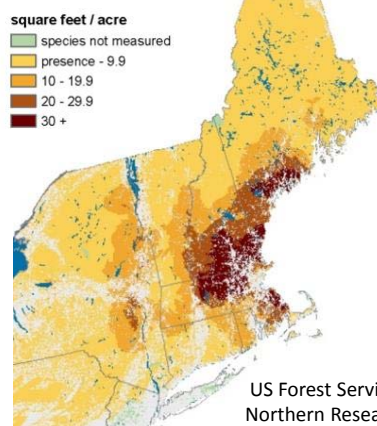 square feet / acre
species not measured
presence - 9.9
10 - 19.9
20 - 29.9
30 +
US Forest Servi
Northern Resea